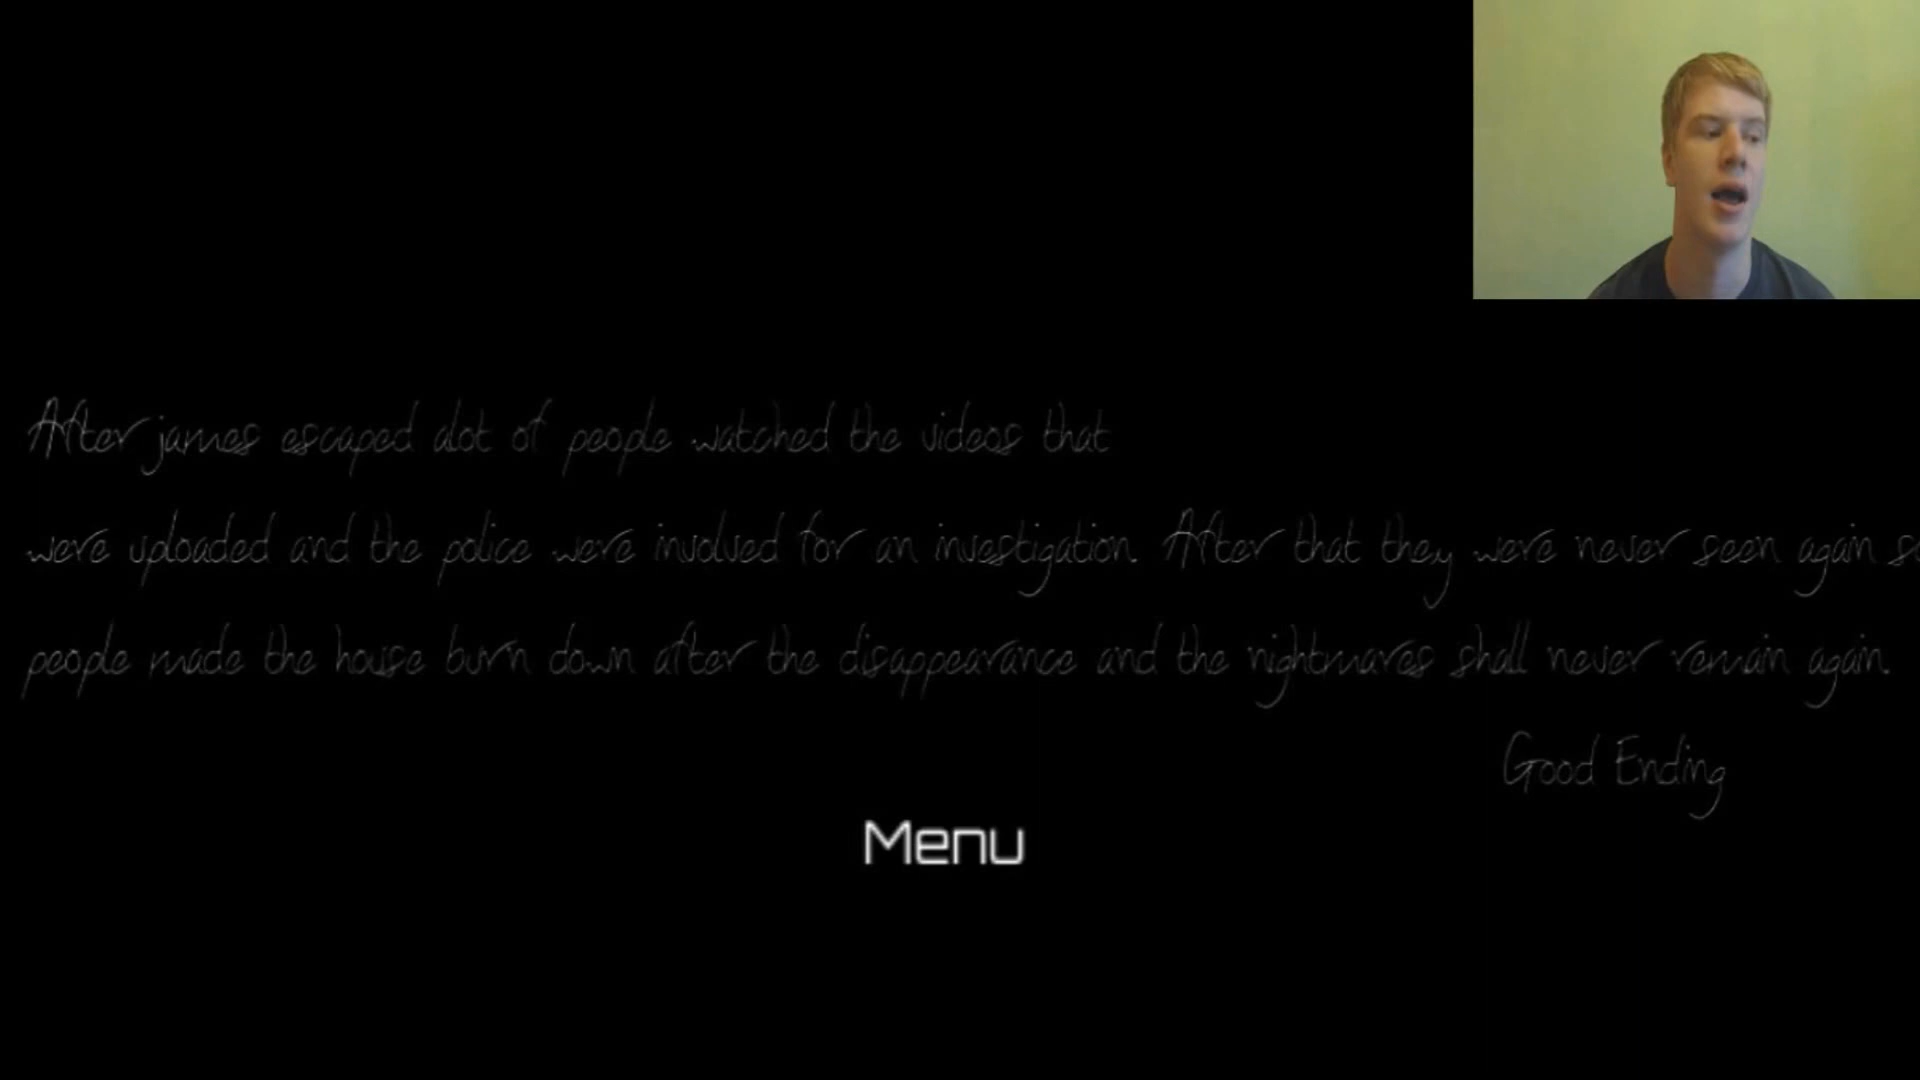 After james escaped alot of people watched the videos that
were uploaded and the police were involved for an investigation. After that they were never seen again
people made the house burn down after the disappearance and the nightmares shall never remain again.
Good Ending
Menu